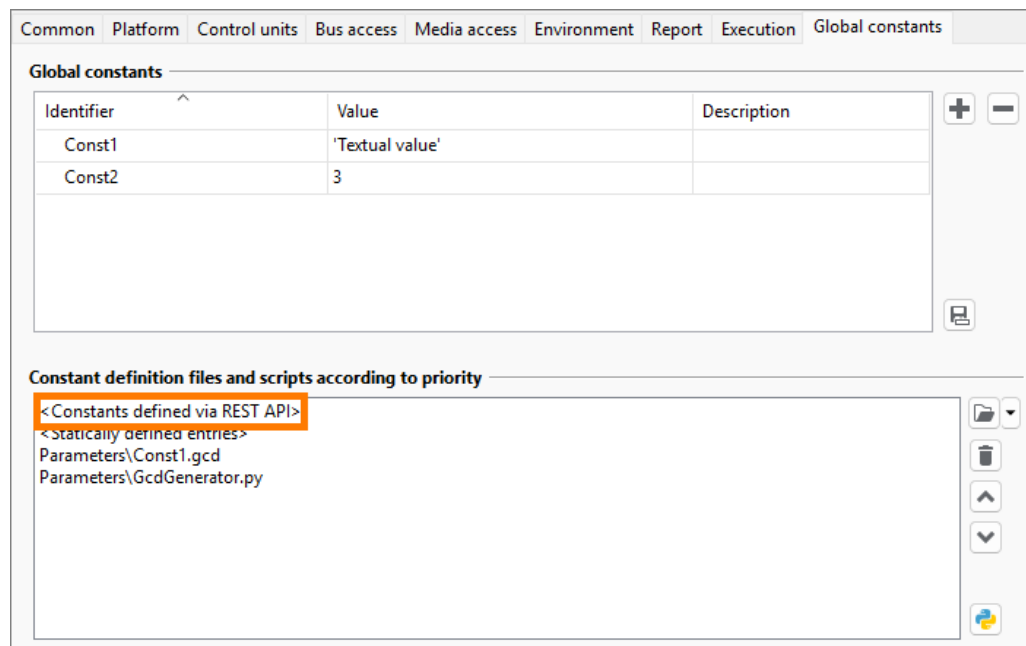 Common Platform Control units Bus access Media access Environment Report Execution Global constants
Global constants
Identifier Value Description
Const1 'Textual value'
Const2 3
Constant definition files and scripts according to priority
<Constants defined via REST API>
<Statically defined entries>
Parameters\Const1.gcd
Parameters\GcdGenerator.py